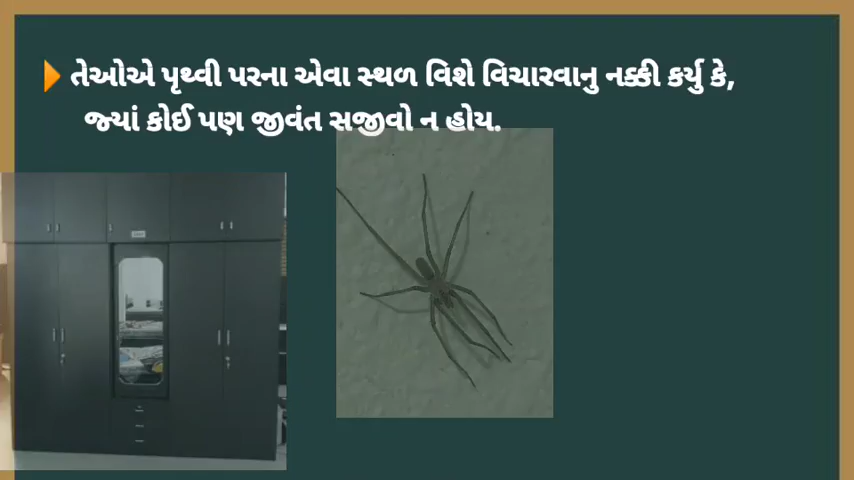 તેઓએ પૃથ્વી પરના એવા સ્થળ વિશે વિચારવાનુ નક્કી કર્યુ કે,
જ્યાં કોઈ પણ જીવંત સજીવો ન હોય.